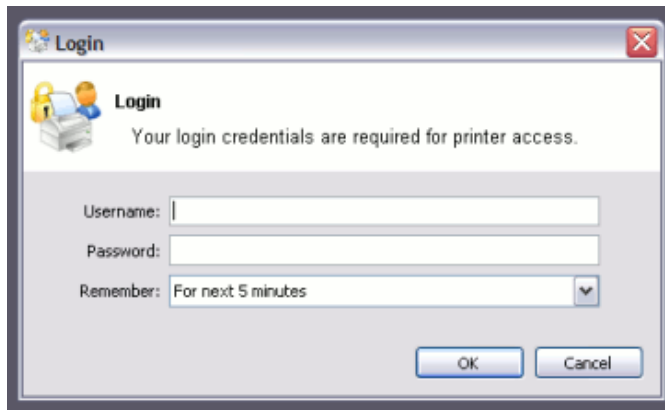 Login
Login
Your login credentials are required for printer access.
Username:
Password:
Remember: For next 5 minutes
OK Cancel